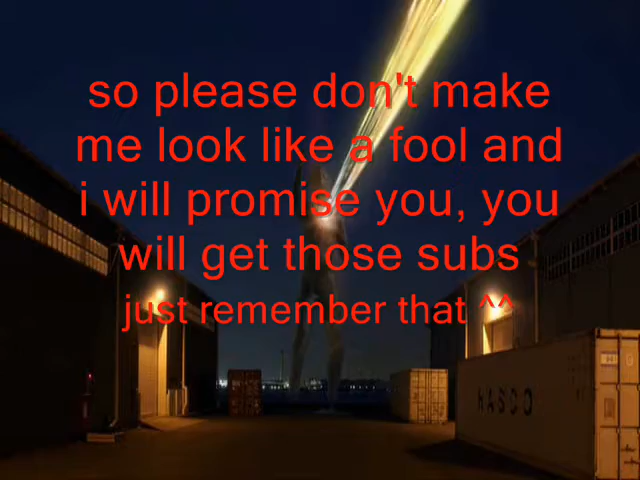 so please don't make
me look like a fool and
i will promise you, you
will get those subs
just remember that ^^
HASCO